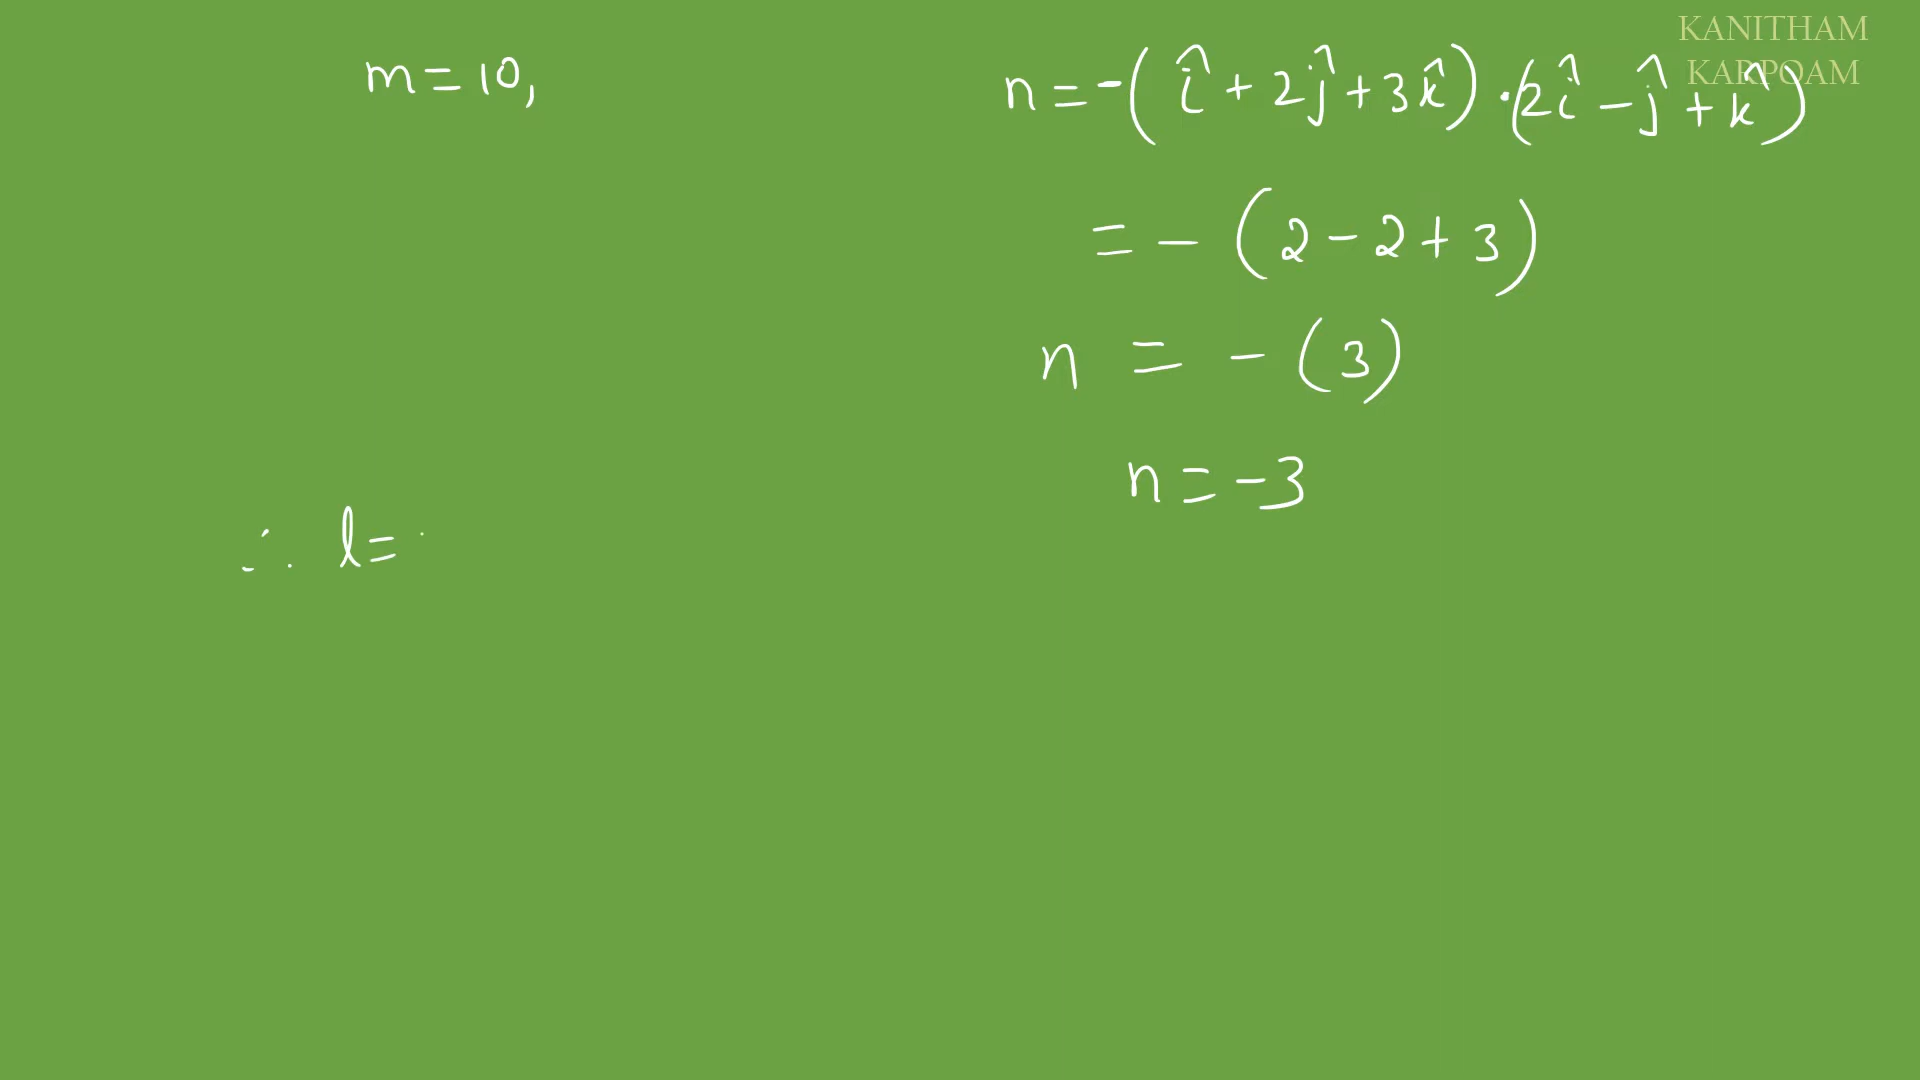 KANITHAM
KARPOAM
m = 10,
n = -(î + 2ĵ + 3k̂)·(2î - ĵ + k̂)
= - (2 - 2 + 3)
n = - (3)
n = -3
∴ l =